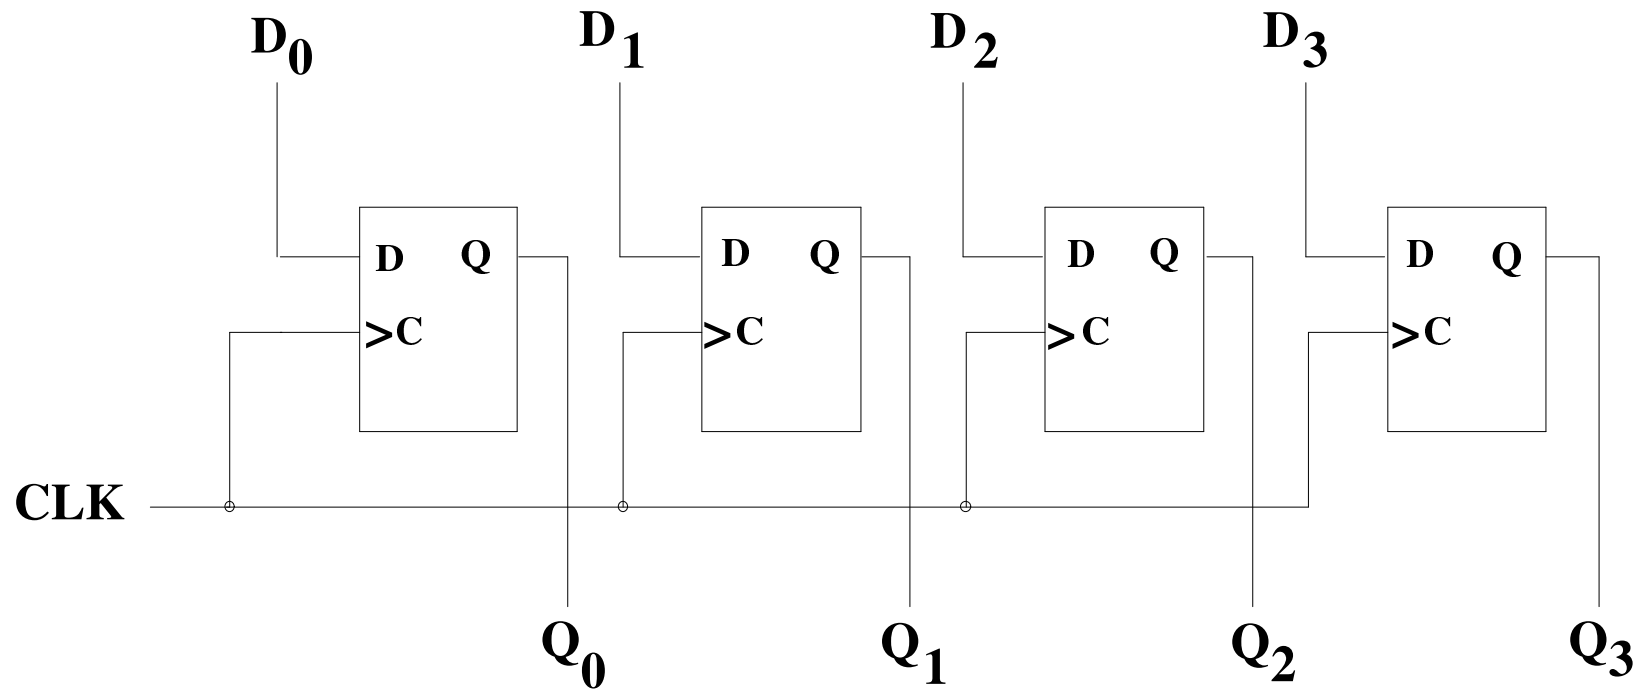 D0 D1 D2 D3
D Q D Q D Q D Q
>C >C >C >C
CLK
Q0 Q1 Q2 Q3